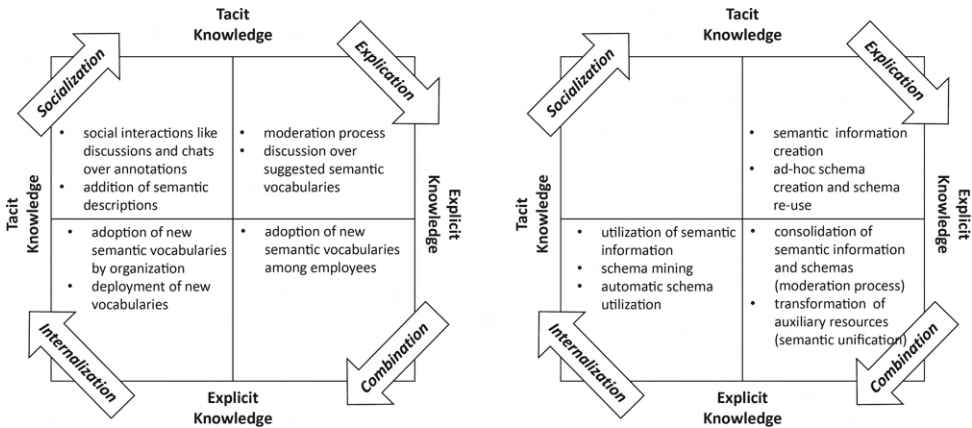 Tacit
Knowledge
Socialization
Explication
• social interactions like
discussions and chats
over annotations
• addition of semantic
descriptions
• moderation process
• discussion over
suggested semantic
vocabularies
Tacit
Knowledge
Explicit
Knowledge
• adoption of new
semantic vocabularies
by organization
• deployment of new
vocabularies
• adoption of new
semantic vocabularies
among employees
Internalization
Combination
Explicit
Knowledge
Tacit
Knowledge
Socialization
Explication
• semantic information
creation
• ad-hoc schema
creation and schema
re-use
Tacit
Knowledge
Explicit
Knowledge
• utilization of semantic
information
• schema mining
• automatic schema
utilization
• consolidation of
semantic information
and schemas
(moderation process)
• transformation of
auxiliary resources
(semantic unification)
Internalization
Combination
Explicit
Knowledge